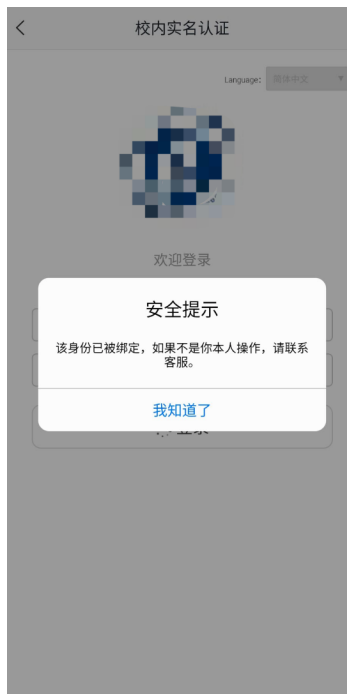 校内实名认证
Language:
简体中文
欢迎登录
安全提示
该身份已被绑定，如果不是你本人操作，请联系
客服。
我知道了
登录